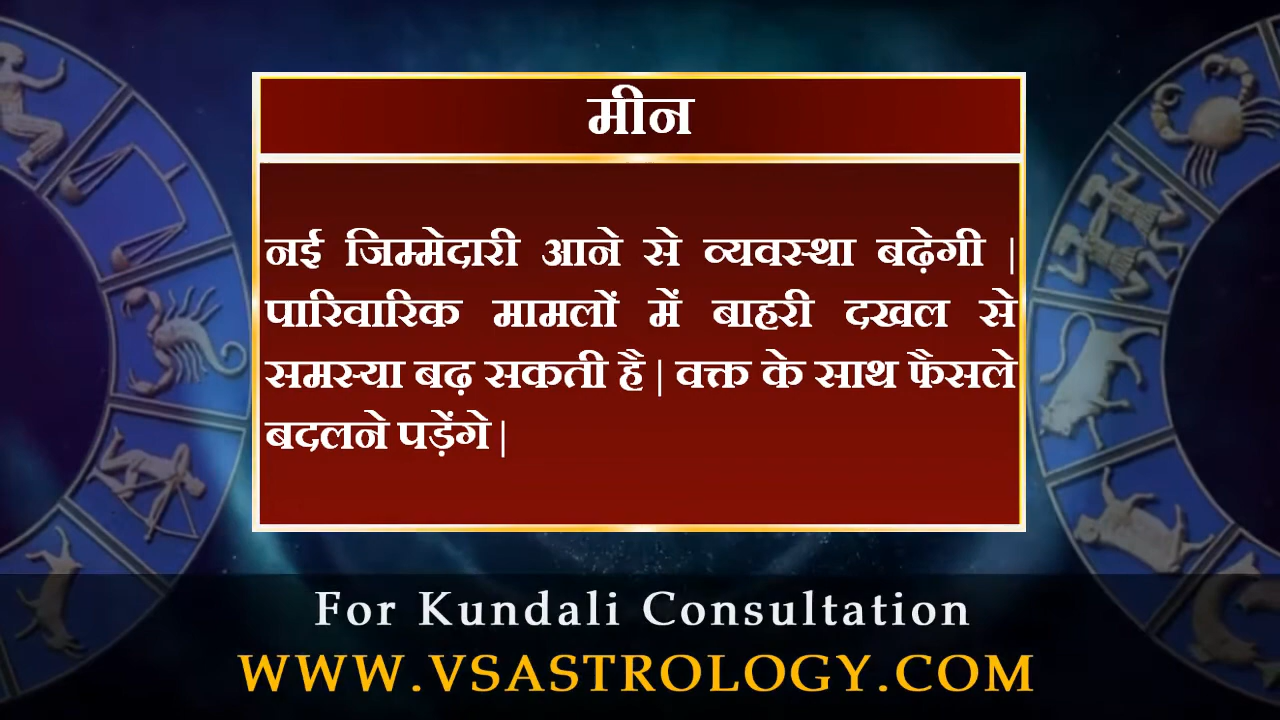 मीन
नई जिम्मेदारी आने से व्यवस्था बढ़ेगी |
पारिवारिक मामलों में बाहरी दखल से
समस्या बढ़ सकती है | वक्त के साथ फैसले
बदलने पड़ेंगे |
For Kundali Consultation
WWW.VSASTROLOGY.COM